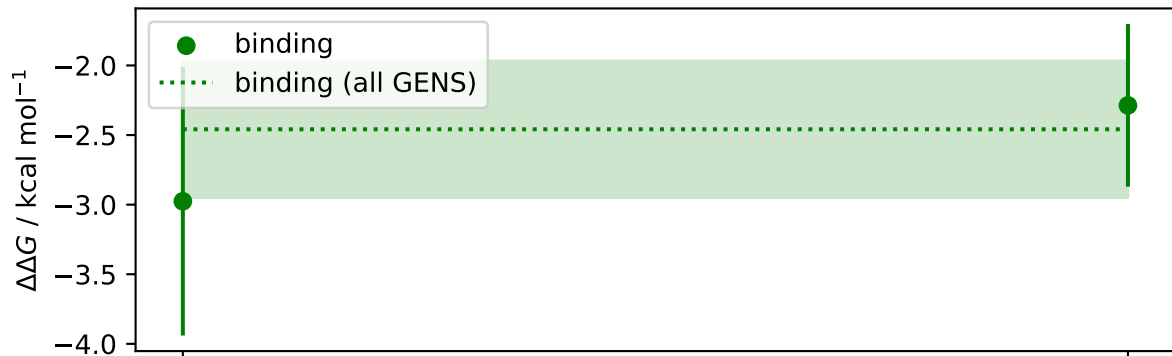 binding
binding (all GENS)
−2.0
−2.5
−3.0
−3.5
−4.0
ΔΔG / kcal mol⁻¹